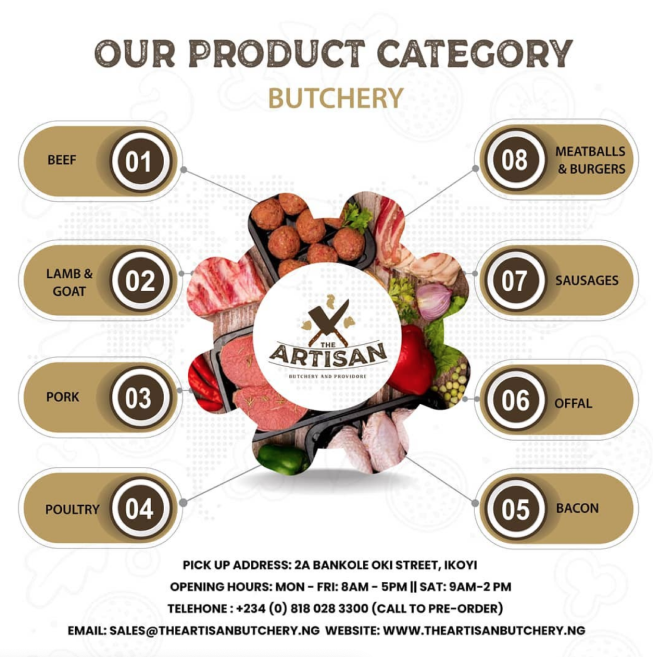 OUR PRODUCT CATEGORY
BUTCHERY
BEEF
01
08
MEATBALLS
& BURGERS
LAMB &
GOAT
02
07
SAUSAGES
THE
ARTISAN
BUTCHERY AND PROVIDORE
PORK
03
06
OFFAL
POULTRY
04
05
BACON
PICK UP ADDRESS: 2A BANKOLE OKI STREET, IKOYI
OPENING HOURS: MON - FRI: 8AM - 5PM || SAT: 9AM-2 PM
TELEHONE : +234 (0) 818 028 3300 (CALL TO PRE-ORDER)
EMAIL: SALES@THEARTISANBUTCHERY.NG WEBSITE: WWW.THEARTISANBUTCHERY.NG